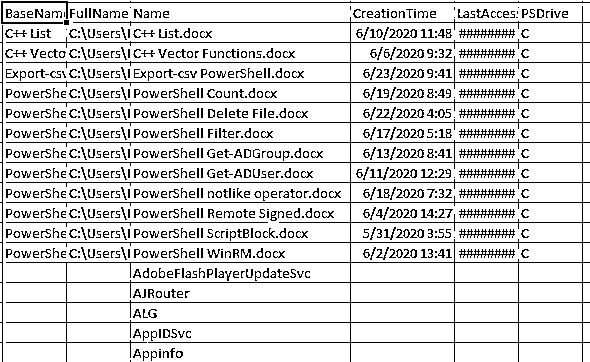 BaseName FullName Name CreationTime LastAccess PSDrive
C++ List C:\Users\ C++ List.docx 6/10/2020 11:48 ######## C
C++ Vecto C:\Users\ C++ Vector Functions.docx 6/6/2020 9:32 ######## C
Export-csv C:\Users\ Export-csv PowerShell.docx 6/23/2020 9:41 ######## C
PowerShe C:\Users\ PowerShell Count.docx 6/19/2020 8:49 ######## C
PowerShe C:\Users\ PowerShell Delete File.docx 6/22/2020 4:05 ######## C
PowerShe C:\Users\ PowerShell Filter.docx 6/17/2020 5:18 ######## C
PowerShe C:\Users\ PowerShell Get-ADGroup.docx 6/13/2020 8:41 ######## C
PowerShe C:\Users\ PowerShell Get-ADUser.docx 6/11/2020 12:29 ######## C
PowerShe C:\Users\ PowerShell notlike operator.docx 6/18/2020 7:32 ######## C
PowerShe C:\Users\ PowerShell Remote Signed.docx 6/4/2020 14:27 ######## C
PowerShe C:\Users\ PowerShell ScriptBlock.docx 5/31/2020 3:55 ######## C
PowerShe C:\Users\ PowerShell WinRM.docx 6/2/2020 13:41 ######## C
AdobeFlashPlayerUpdateSvc
AJRouter
ALG
AppIDSvc
Appinfo